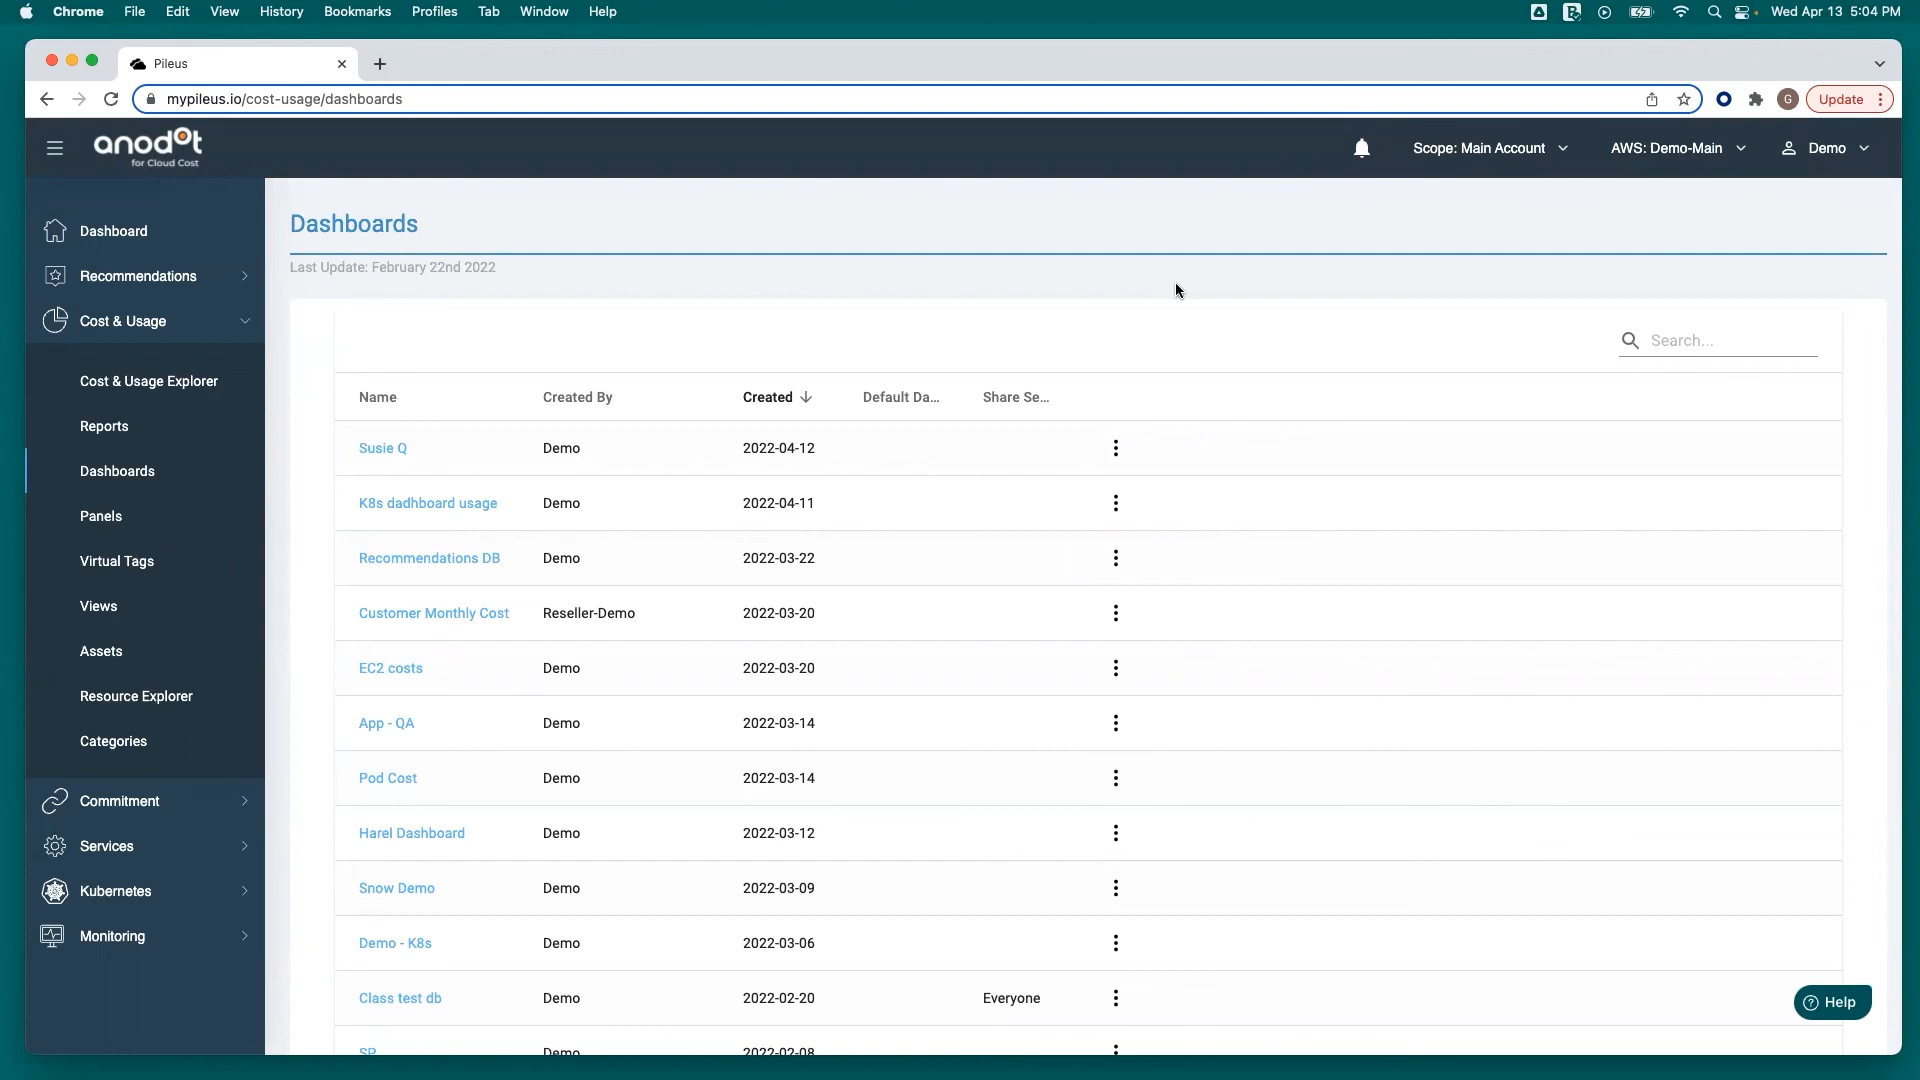 Chrome File Edit View History Bookmarks Profiles Tab Window Help Wed Apr 13 5:04 PM
Pileus
mypileus.io/cost-usage/dashboards G Update
anodot
for Cloud Cost
Scope: Main Account AWS: Demo-Main Demo
Dashboard
Recommendations
Cost & Usage
Cost & Usage Explorer
Reports
Dashboards
Panels
Virtual Tags
Views
Assets
Resource Explorer
Categories
Commitment
Services
Kubernetes
Monitoring
Dashboards
Last Update: February 22nd 2022
Search...
Name Created By Created Default Da... Share Se...
Susie Q Demo 2022-04-12
K8s dadhboard usage Demo 2022-04-11
Recommendations DB Demo 2022-03-22
Customer Monthly Cost Reseller-Demo 2022-03-20
EC2 costs Demo 2022-03-20
App - QA Demo 2022-03-14
Pod Cost Demo 2022-03-14
Harel Dashboard Demo 2022-03-12
Snow Demo Demo 2022-03-09
Demo - K8s Demo 2022-03-06
Class test db Demo 2022-02-20 Everyone
SP Demo 2022-02-08
Help